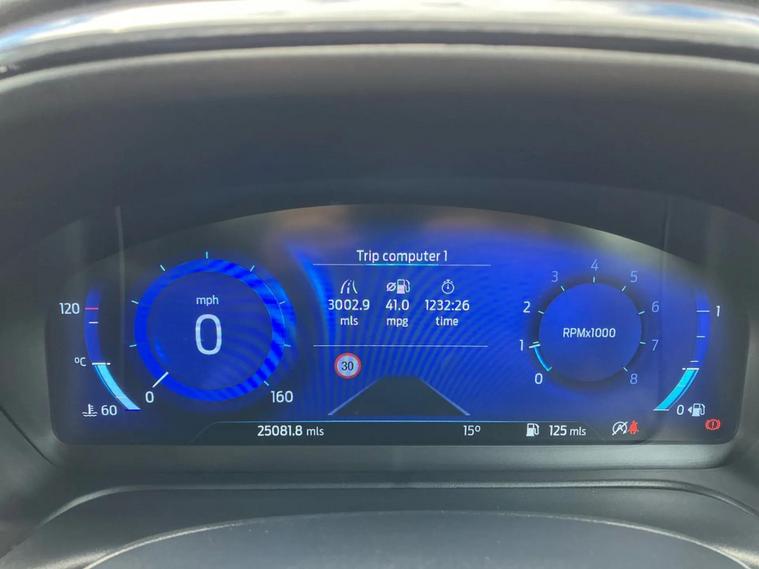 Trip computer 1
3002.9 41.0 1232:26
mls mpg time
120
°C
60
mph
0
0 160
30
0 1 2 3 4 5 6 7 8
RPMx1000
1
0
25081.8 mls 15° 125 mls